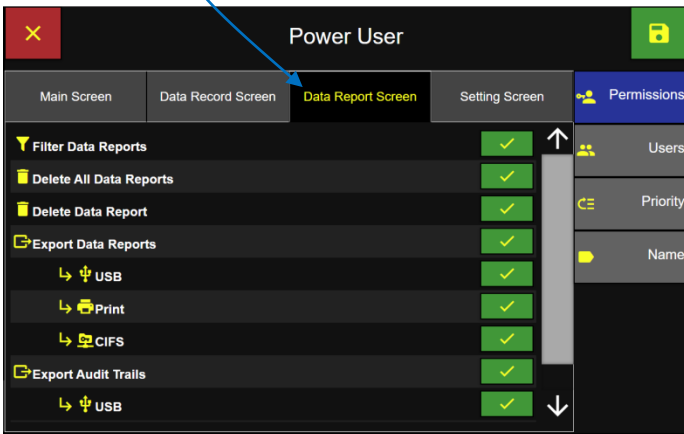 Power User
Main Screen
Data Record Screen
Data Report Screen
Setting Screen
Permissions
Users
Priority
Name
Filter Data Reports
Delete All Data Reports
Delete Data Report
Export Data Reports
USB
Print
CIFS
Export Audit Trails
USB